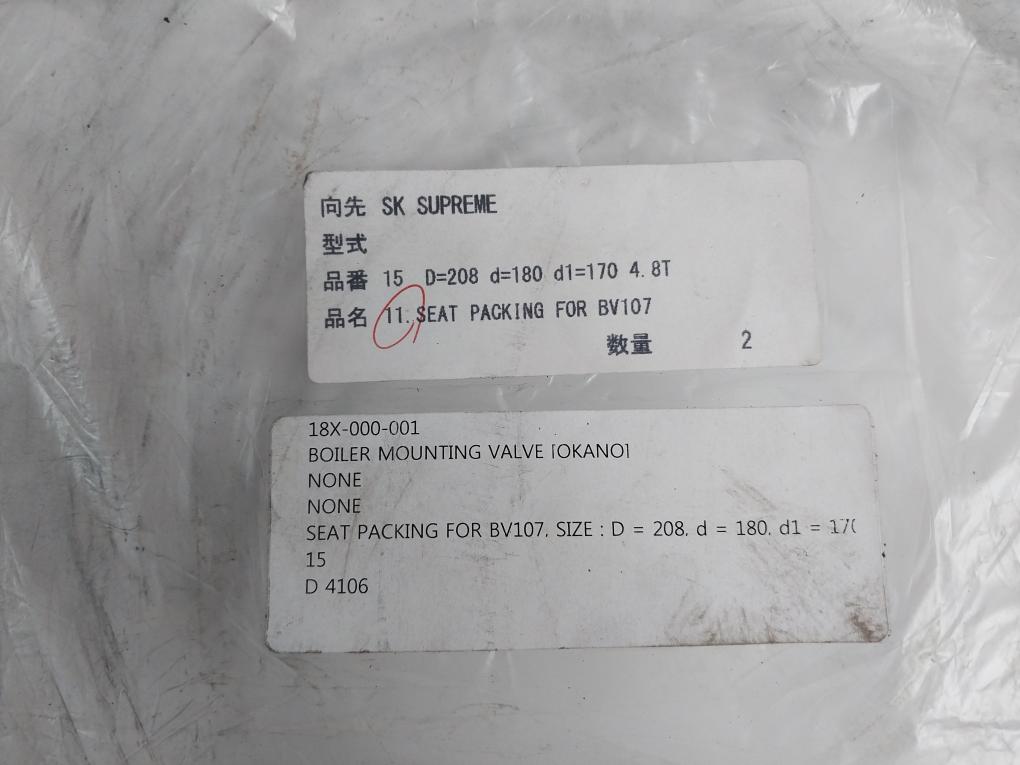 向先 SK SUPREME
型式
品番 15 D=208 d=180 d1=170 4.8T
品名 11.SEAT PACKING FOR BV107
数量 2
18X-000-001
BOILER MOUNTING VALVE [OKANO]
NONE
NONE
SEAT PACKING FOR BV107, SIZE : D = 208, d = 180, d1 = 170
15
D 4106